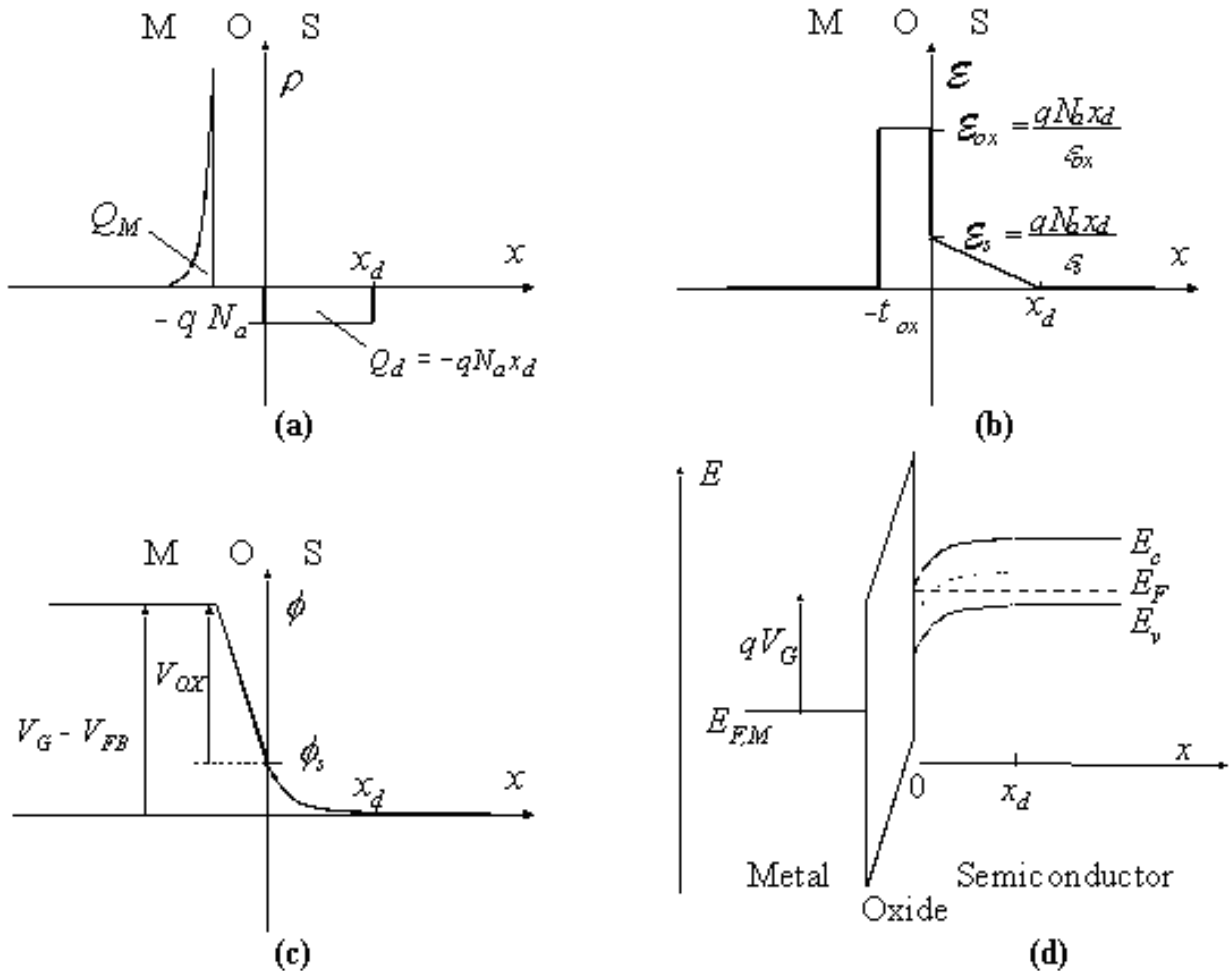 M O S
ρ
Q_M
x_d
x
- q N_a
Q_d = -qN_a x_d
(a)
M O S
ε
ε_ox = qN_a x_d / ε_ox
ε_s = qN_a x_d / ε_s
x
-t_ox
x_d
(b)
M O S
ϕ
V_OX
V_G - V_FB
ϕ_s
x_d
x
(c)
E
E_c
E_F
E_v
qV_G
E_F,M
x
0
x_d
Metal
Semiconductor
Oxide
(d)